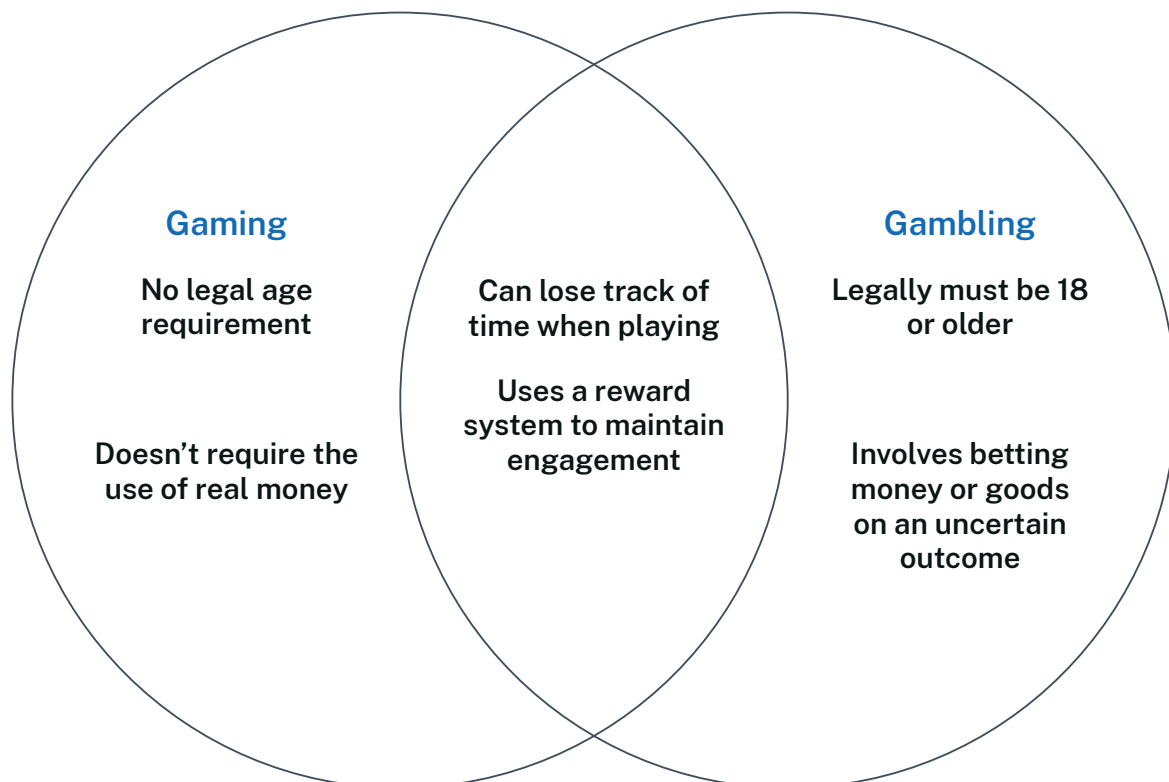 Gaming
No legal age
requirement
Doesn’t require the
use of real money
Can lose track of
time when playing
Uses a reward
system to maintain
engagement
Gambling
Legally must be 18
or older
Involves betting
money or goods
on an uncertain
outcome